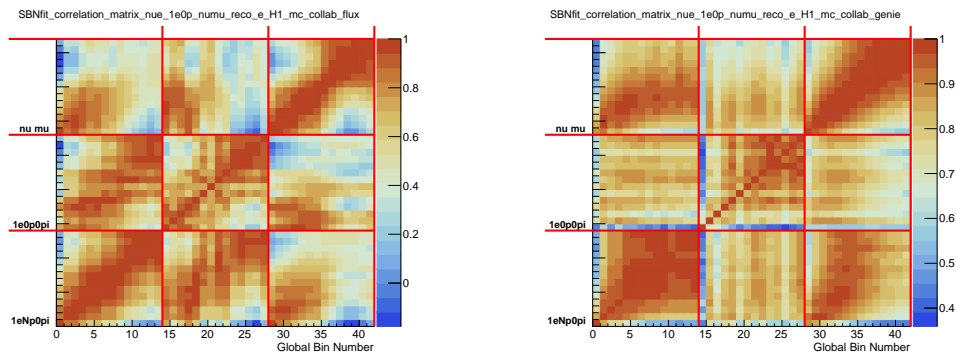 SBNfit_correlation_matrix_nue_1e0p_numu_reco_e_H1_mc_collab_flux
nu mu
1e0p0pi
1eNp0pi
0 5 10 15 20 25 30 35 40
Global Bin Number
1
0.8
0.6
0.4
0.2
0
SBNfit_correlation_matrix_nue_1e0p_numu_reco_e_H1_mc_collab_genie
nu mu
1e0p0pi
1eNp0pi
0 5 10 15 20 25 30 35 40
Global Bin Number
1
0.9
0.8
0.7
0.6
0.5
0.4